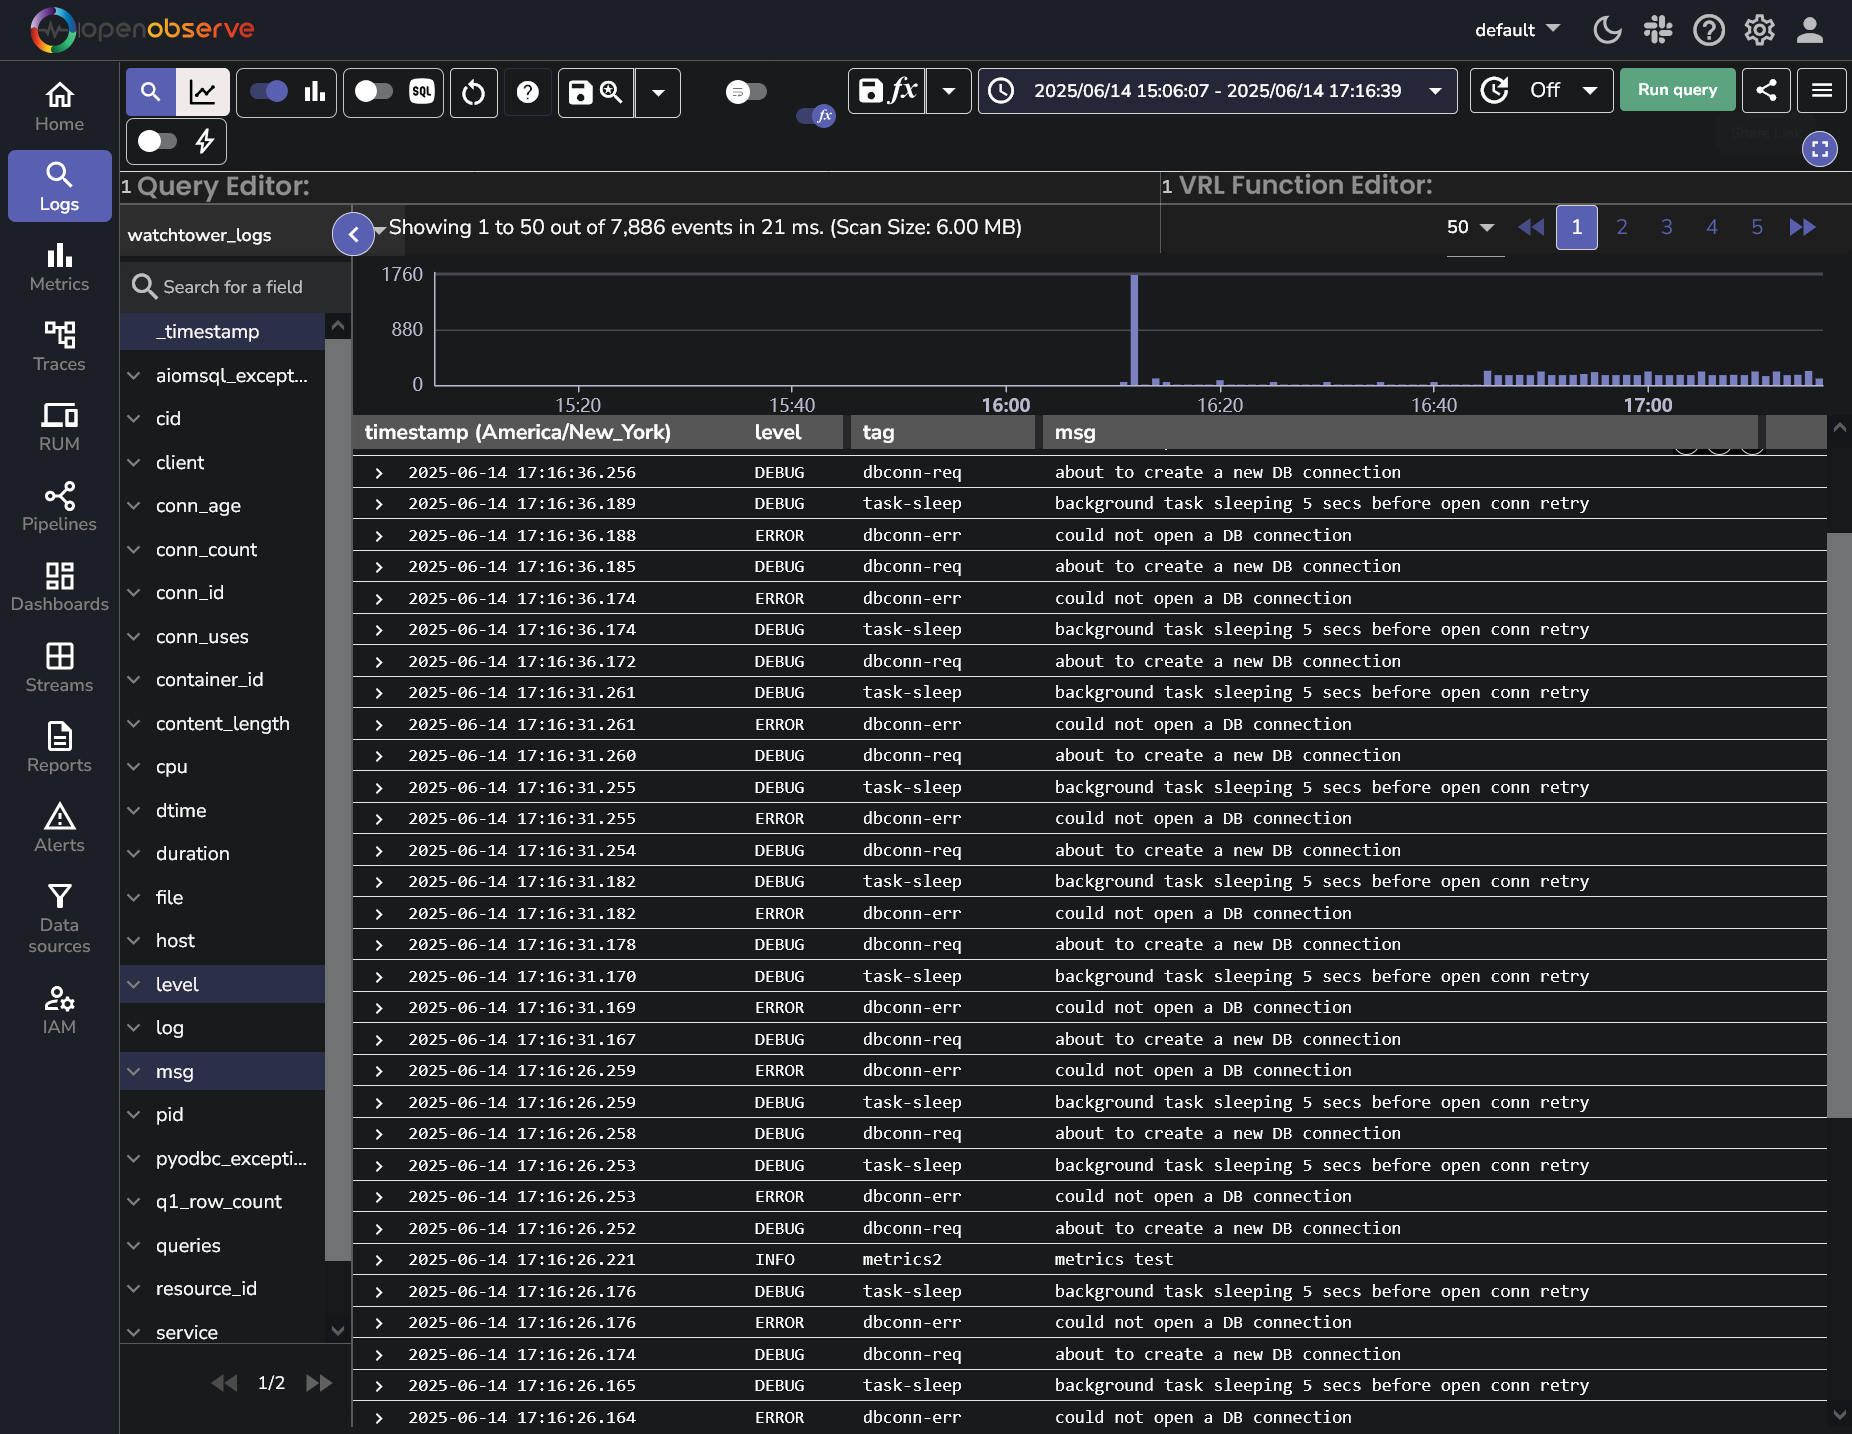 openobserve
default
Home
Logs
Metrics
Traces
RUM
Pipelines
Dashboards
Streams
Reports
Alerts
Data
sources
IAM
SQL
fx
fx
2025/06/14 15:06:07 - 2025/06/14 17:16:39
Off
Run query
1 Query Editor:
1 VRL Function Editor:
watchtower_logs
Showing 1 to 50 out of 7,886 events in 21 ms. (Scan Size: 6.00 MB)
50
1 2 3 4 5
Search for a field
_timestamp
aiomsql_except...
cid
client
conn_age
conn_count
conn_id
conn_uses
container_id
content_length
cpu
dtime
duration
file
host
level
log
msg
pid
pyodbc_excepti...
q1_row_count
queries
resource_id
service
1/2
1760
880
0
15:20 15:40 16:00 16:20 16:40 17:00
timestamp (America/New_York) level tag msg
2025-06-14 17:16:36.256 DEBUG dbconn-req about to create a new DB connection
2025-06-14 17:16:36.189 DEBUG task-sleep background task sleeping 5 secs before open conn retry
2025-06-14 17:16:36.188 ERROR dbconn-err could not open a DB connection
2025-06-14 17:16:36.185 DEBUG dbconn-req about to create a new DB connection
2025-06-14 17:16:36.174 ERROR dbconn-err could not open a DB connection
2025-06-14 17:16:36.174 DEBUG task-sleep background task sleeping 5 secs before open conn retry
2025-06-14 17:16:36.172 DEBUG dbconn-req about to create a new DB connection
2025-06-14 17:16:31.261 DEBUG task-sleep background task sleeping 5 secs before open conn retry
2025-06-14 17:16:31.261 ERROR dbconn-err could not open a DB connection
2025-06-14 17:16:31.260 DEBUG dbconn-req about to create a new DB connection
2025-06-14 17:16:31.255 DEBUG task-sleep background task sleeping 5 secs before open conn retry
2025-06-14 17:16:31.255 ERROR dbconn-err could not open a DB connection
2025-06-14 17:16:31.254 DEBUG dbconn-req about to create a new DB connection
2025-06-14 17:16:31.182 DEBUG task-sleep background task sleeping 5 secs before open conn retry
2025-06-14 17:16:31.182 ERROR dbconn-err could not open a DB connection
2025-06-14 17:16:31.178 DEBUG dbconn-req about to create a new DB connection
2025-06-14 17:16:31.170 DEBUG task-sleep background task sleeping 5 secs before open conn retry
2025-06-14 17:16:31.169 ERROR dbconn-err could not open a DB connection
2025-06-14 17:16:31.167 DEBUG dbconn-req about to create a new DB connection
2025-06-14 17:16:26.259 ERROR dbconn-err could not open a DB connection
2025-06-14 17:16:26.259 DEBUG task-sleep background task sleeping 5 secs before open conn retry
2025-06-14 17:16:26.258 DEBUG dbconn-req about to create a new DB connection
2025-06-14 17:16:26.253 DEBUG task-sleep background task sleeping 5 secs before open conn retry
2025-06-14 17:16:26.253 ERROR dbconn-err could not open a DB connection
2025-06-14 17:16:26.252 DEBUG dbconn-req about to create a new DB connection
2025-06-14 17:16:26.221 INFO metrics2 metrics test
2025-06-14 17:16:26.176 DEBUG task-sleep background task sleeping 5 secs before open conn retry
2025-06-14 17:16:26.176 ERROR dbconn-err could not open a DB connection
2025-06-14 17:16:26.174 DEBUG dbconn-req about to create a new DB connection
2025-06-14 17:16:26.165 DEBUG task-sleep background task sleeping 5 secs before open conn retry
2025-06-14 17:16:26.164 ERROR dbconn-err could not open a DB connection